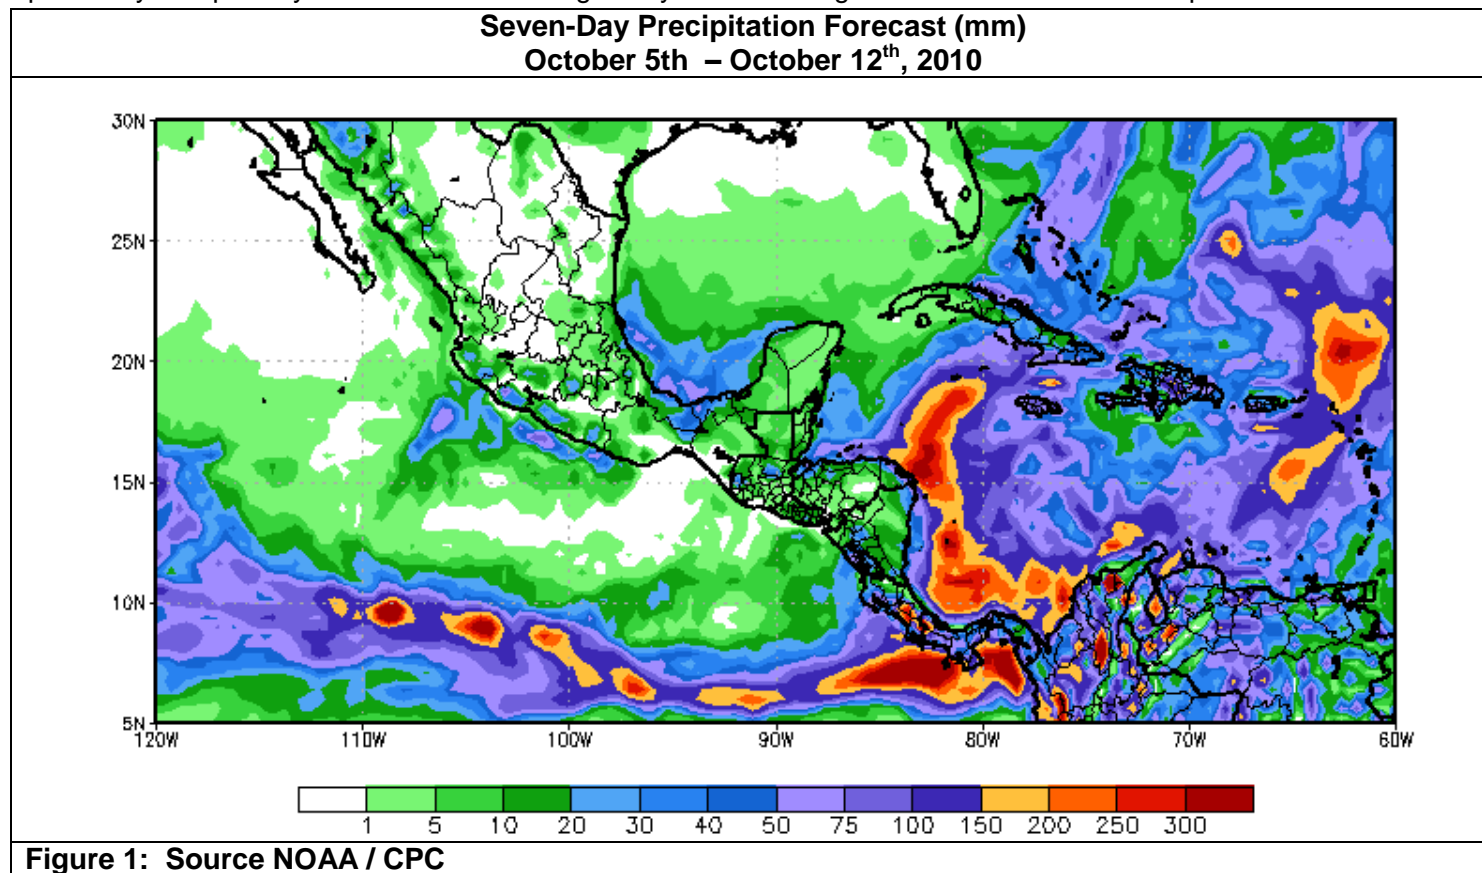 Seven-Day Precipitation Forecast (mm)
October 5th – October 12th, 2010
30N
25N
20N
15N
10N
5N
120W 110W 100W 90W 80W 70W 60W
1 5 10 20 30 40 50 75 100 150 200 250 300
Figure 1: Source NOAA / CPC